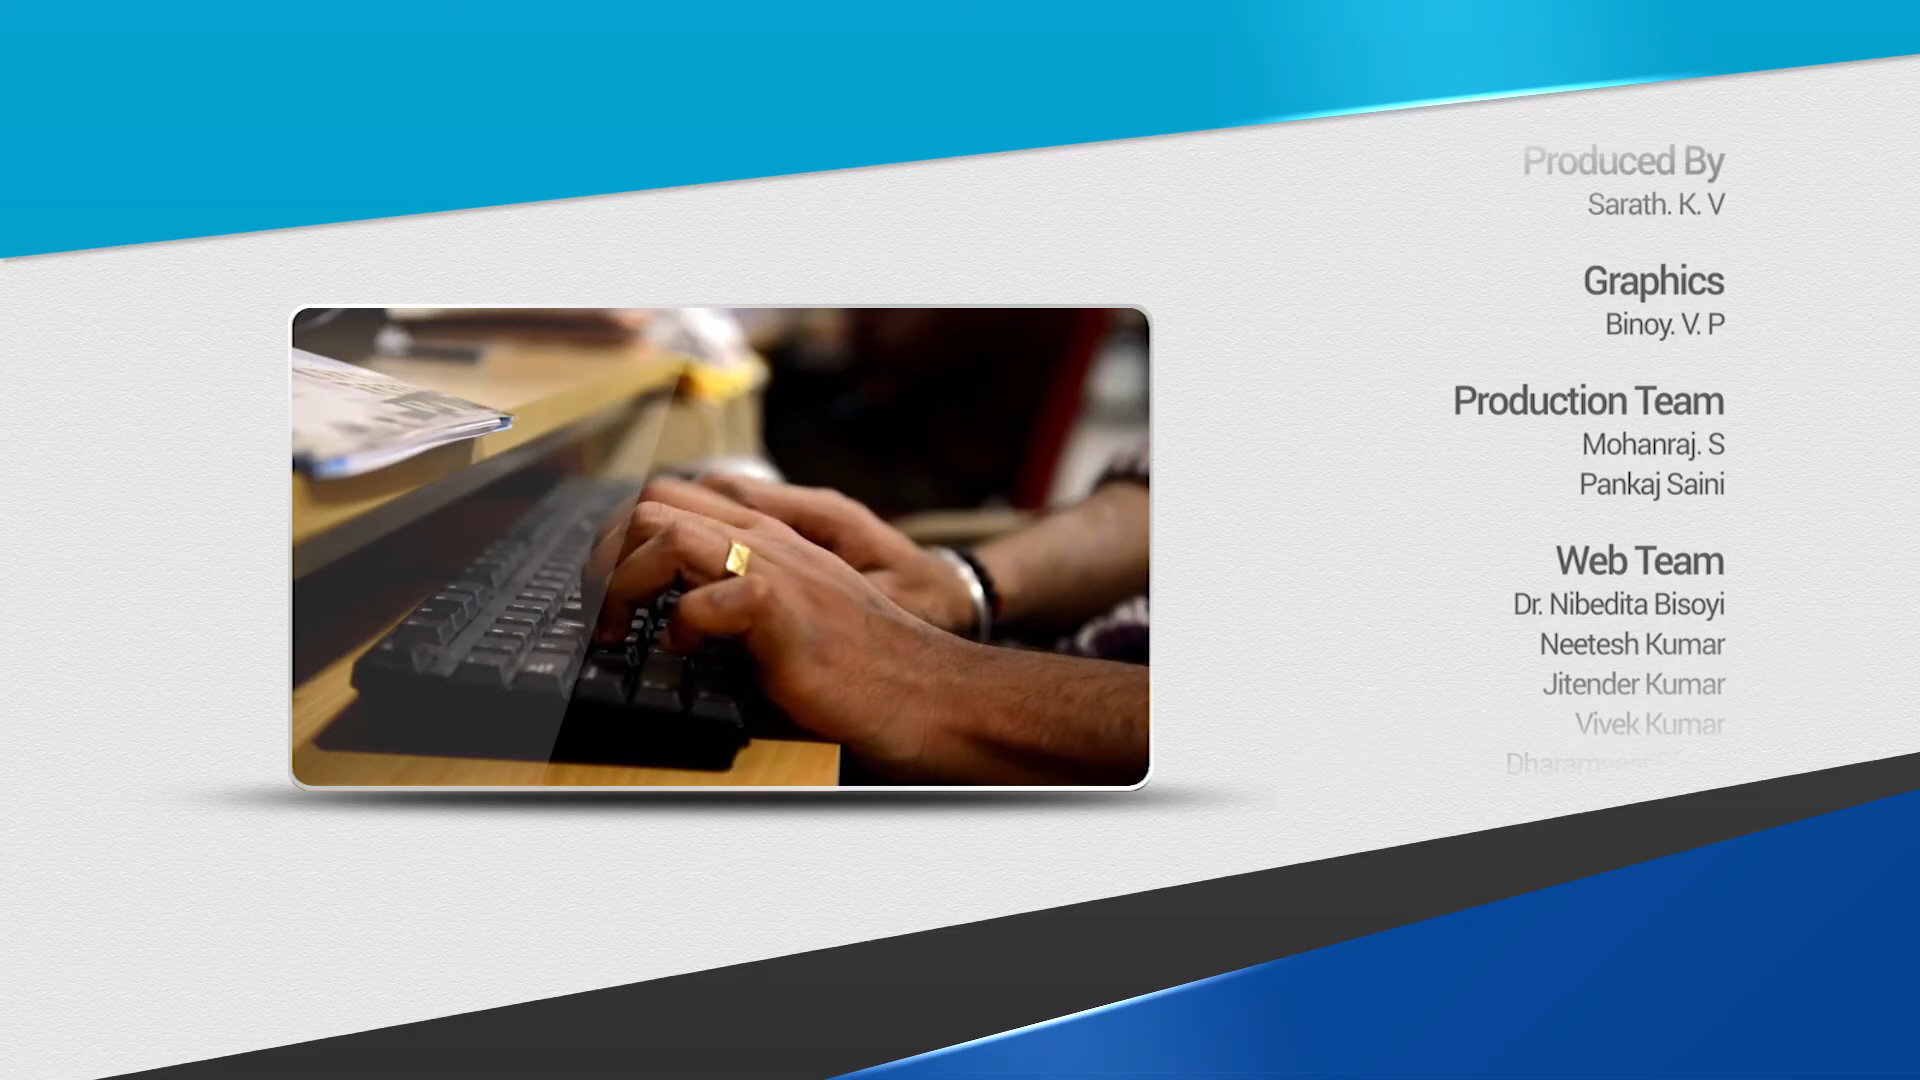 Produced By
Sarath. K. V
Graphics
Binoy. V. P
Production Team
Mohanraj. S
Pankaj Saini
Web Team
Dr. Nibedita Bisoyi
Neetesh Kumar
Jitender Kumar
Vivek Kumar